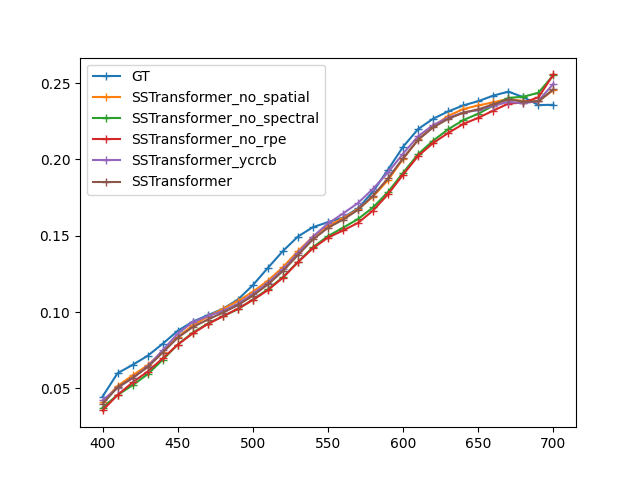 GT
SSTransformer_no_spatial
SSTransformer_no_spectral
SSTransformer_no_rpe
SSTransformer_ycrcb
SSTransformer
0.25
0.20
0.15
0.10
0.05
400 450 500 550 600 650 700